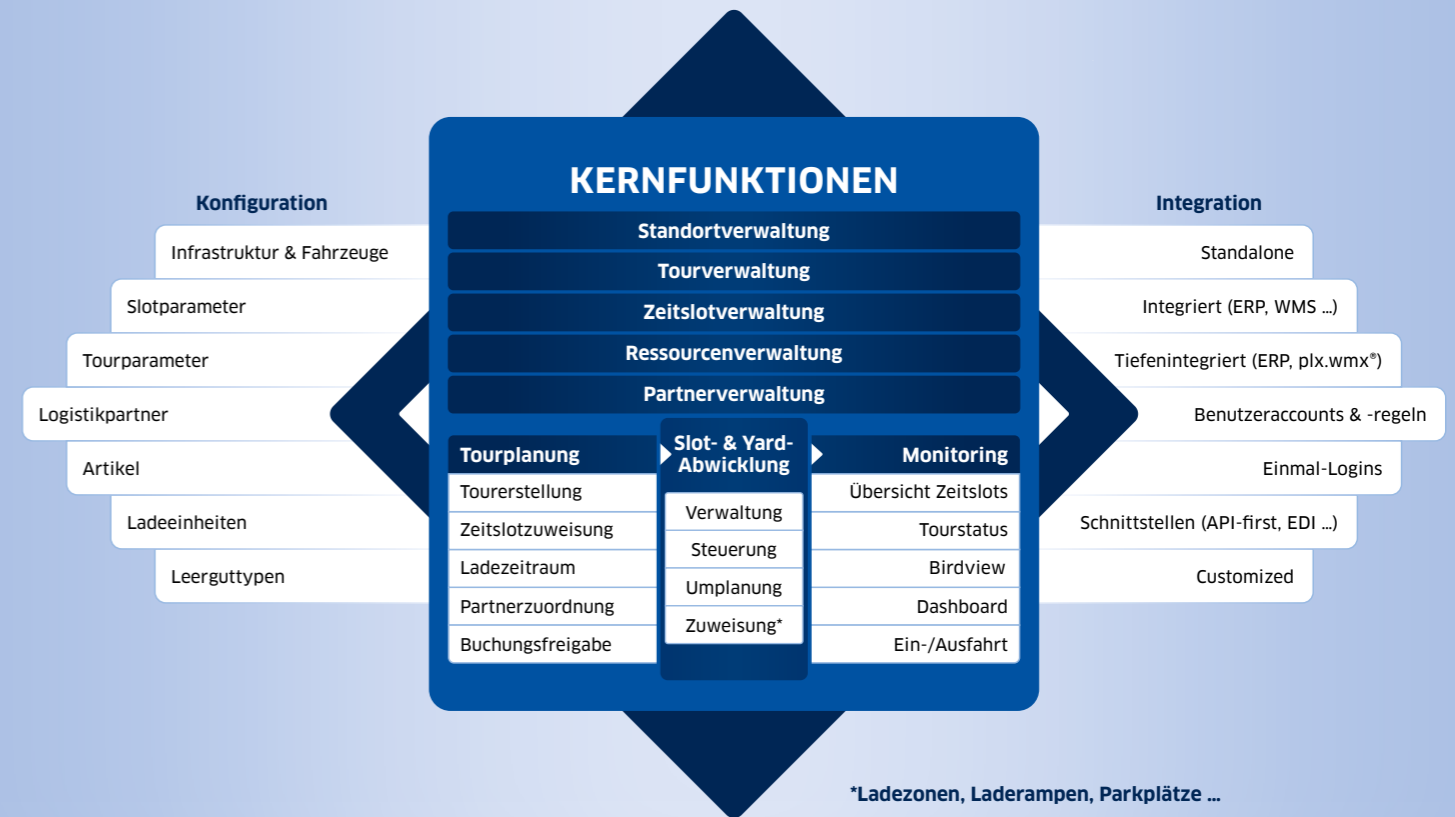 KERNFUNKTIONEN
Konfiguration
Infrastruktur & Fahrzeuge
Slotparameter
Tourparameter
Logistikpartner
Artikel
Ladeeinheiten
Leerguttypen
Standortverwaltung
Tourverwaltung
Zeitslotverwaltung
Ressourcenverwaltung
Partnerverwaltung
Tourplanung
Tourerstellung
Zeitslotzuweisung
Ladezeitraum
Partnerzuordnung
Buchungsfreigabe
Slot- & Yard-
Abwicklung
Verwaltung
Steuerung
Umplanung
Zuweisung*
Monitoring
Übersicht Zeitslots
Tourstatus
Birdview
Dashboard
Ein-/Ausfahrt
Integration
Standalone
Integriert (ERP, WMS ...)
Tiefenintegriert (ERP, plx.wmx®)
Benutzeraccounts & -regeln
Einmal-Logins
Schnittstellen (API-first, EDI ...)
Customized
*Ladezonen, Laderampen, Parkplätze ...